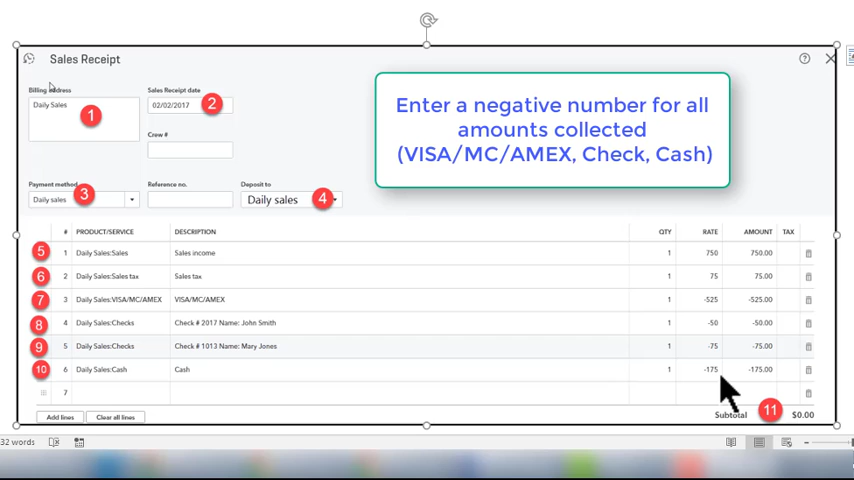 Sales Receipt
Billing address
Daily Sales
1
Sales Receipt date
02/02/2017
2
Crew #
Enter a negative number for all
amounts collected
(VISA/MC/AMEX, Check, Cash)
Payment method
Daily sales
3
Reference no.
Deposit to
Daily sales
4
# PRODUCT/SERVICE DESCRIPTION QTY RATE AMOUNT TAX
5 1 Daily Sales:Sales Sales income 1 750 750.00
6 2 Daily Sales:Sales tax Sales tax 1 75 75.00
7 3 Daily Sales:VISA/MC/AMEX VISA/MC/AMEX 1 -525 -525.00
8 4 Daily Sales:Checks Check # 2017 Name: John Smith 1 -50 -50.00
9 5 Daily Sales:Checks Check # 1013 Name: Mary Jones 1 -75 -75.00
10 6 Daily Sales:Cash Cash 1 -175 -175.00
7
Add lines Clear all lines Subtotal 11 $0.00
32 words